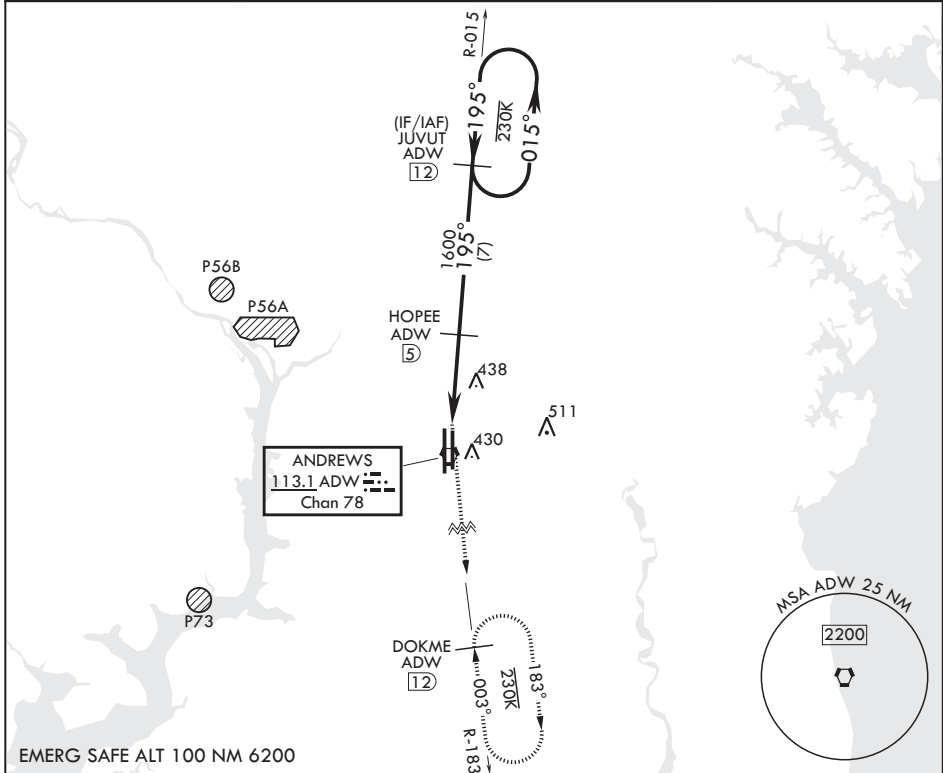 R-015
195°
230K
015°
(IF/IAF)
JUVUT
ADW
12
1600
195°
(7)
P56B
P56A
HOPEE
ADW
5
438
511
430
ANDREWS
113.1 ADW
Chan 78
P73
DOKME
ADW
12
003°
230K
183°
R-183
MSA ADW 25 NM
2200
EMERG SAFE ALT 100 NM 6200